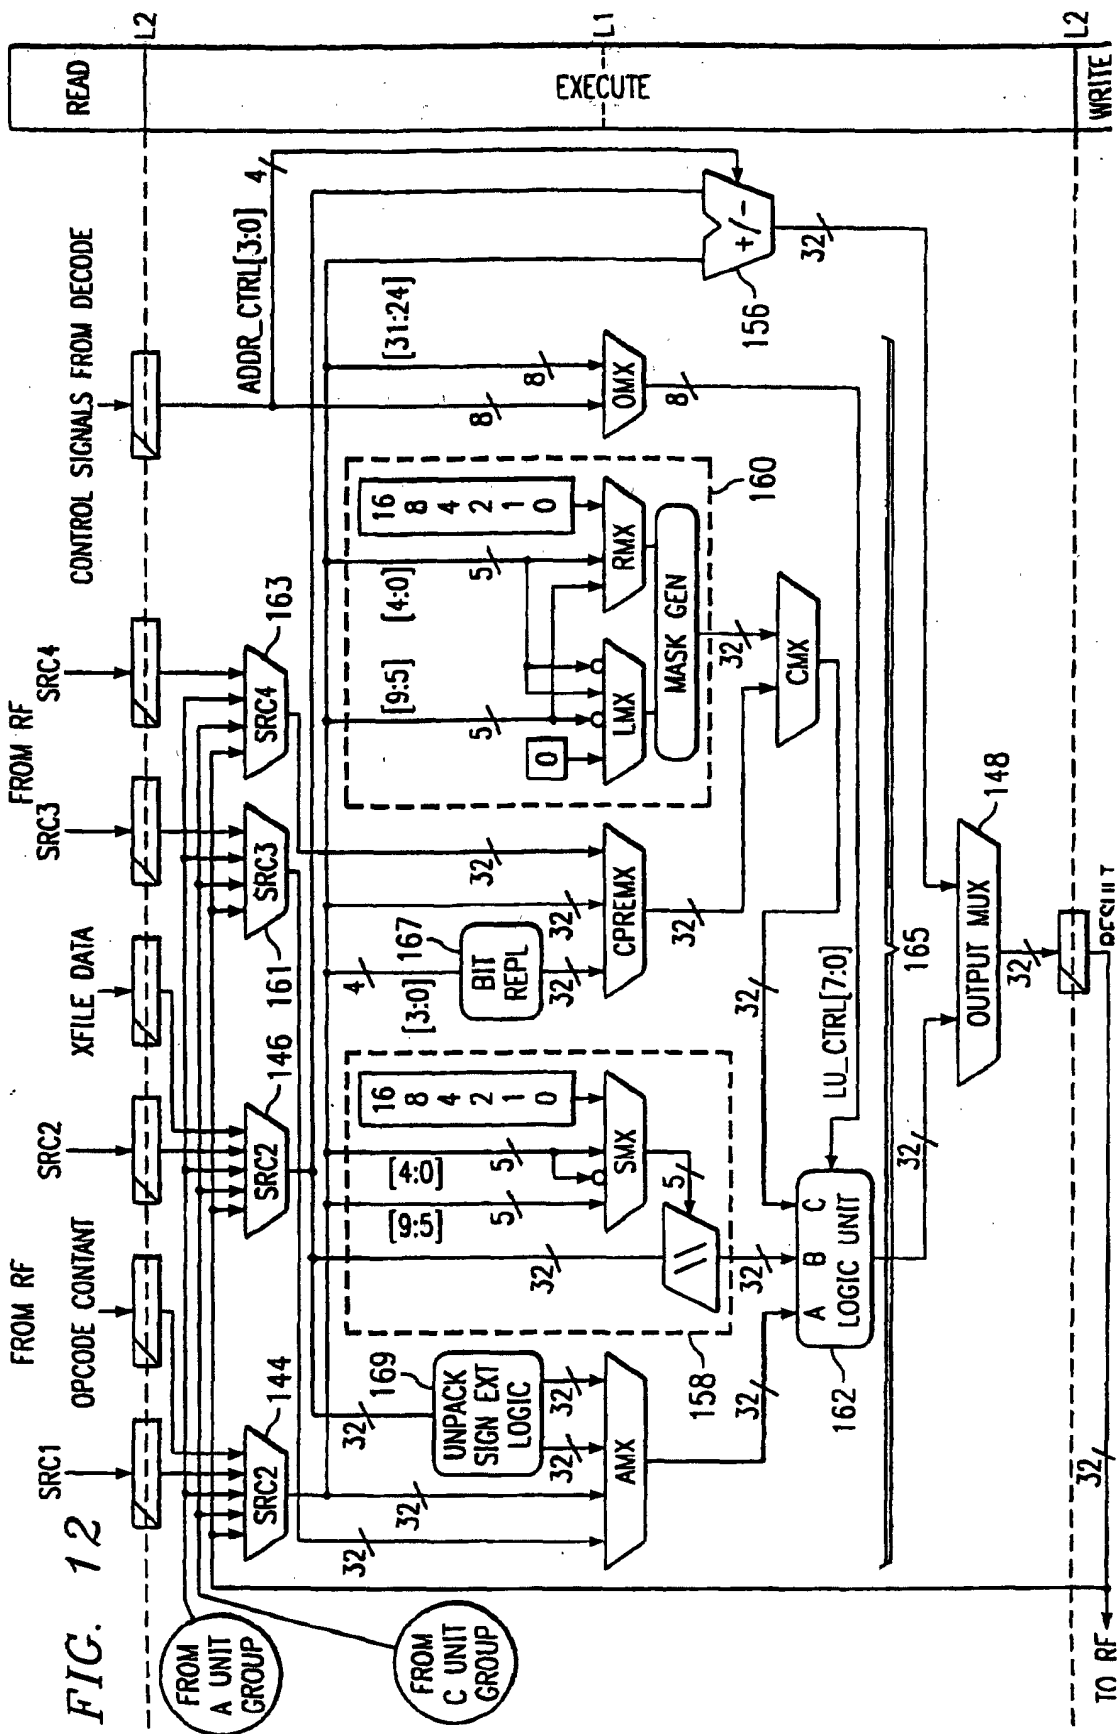 FIG. 12
READ
EXECUTE
WRITE
L2
L1
L2
FROM RF
FROM RF
SRC1
OPCODE CONTANT
SRC2
XFILE DATA
SRC3
SRC4
CONTROL SIGNALS FROM DECODE
FROM
A UNIT
GROUP
FROM
C UNIT
GROUP
SRC2
144
SRC2
146
SRC3
161
SRC4
163
ADDR_CTRL[3:0]
4
32
32
32
UNPACK
SIGN EXT
LOGIC
169
32
32
AMX
32
[9:5]
5
[4:0]
5
16
8
4
2
1
0
SMX
5
32
32
158
4
[3:0]
BIT
REPL
167
32
32
32
CPREMX
32
[9:5]
5
[4:0]
5
0
16
8
4
2
1
0
LMX
RMX
MASK GEN
160
32
CMX
32
[31:24]
8
8
OMX
8
+/-
156
32
LU_CTRL[7:0]
A
B
C
LOGIC UNIT
162
165
32
OUTPUT MUX
148
32
RESULT
32
TO RF